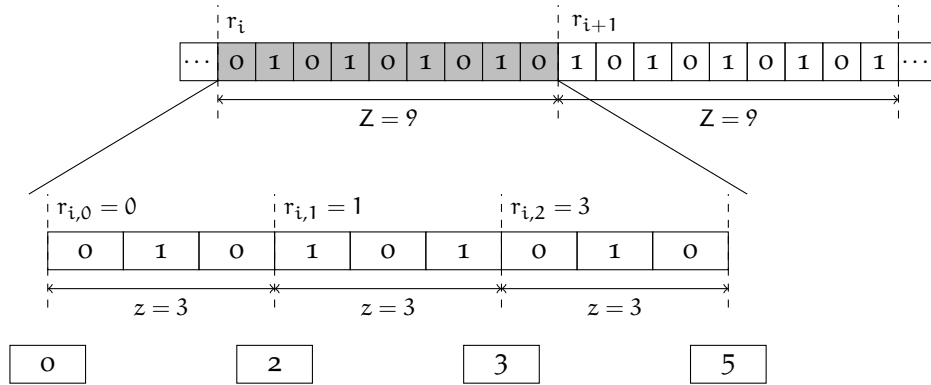 r_i r_{i+1}
⋯ 0 1 0 1 0 1 0 1 0 1 0 1 0 1 0 1 0 1 ⋯
Z = 9 Z = 9
r_{i,0} = 0 r_{i,1} = 1 r_{i,2} = 3
0 1 0 1 0 1 0 1 0
z = 3 z = 3 z = 3
0 2 3 5